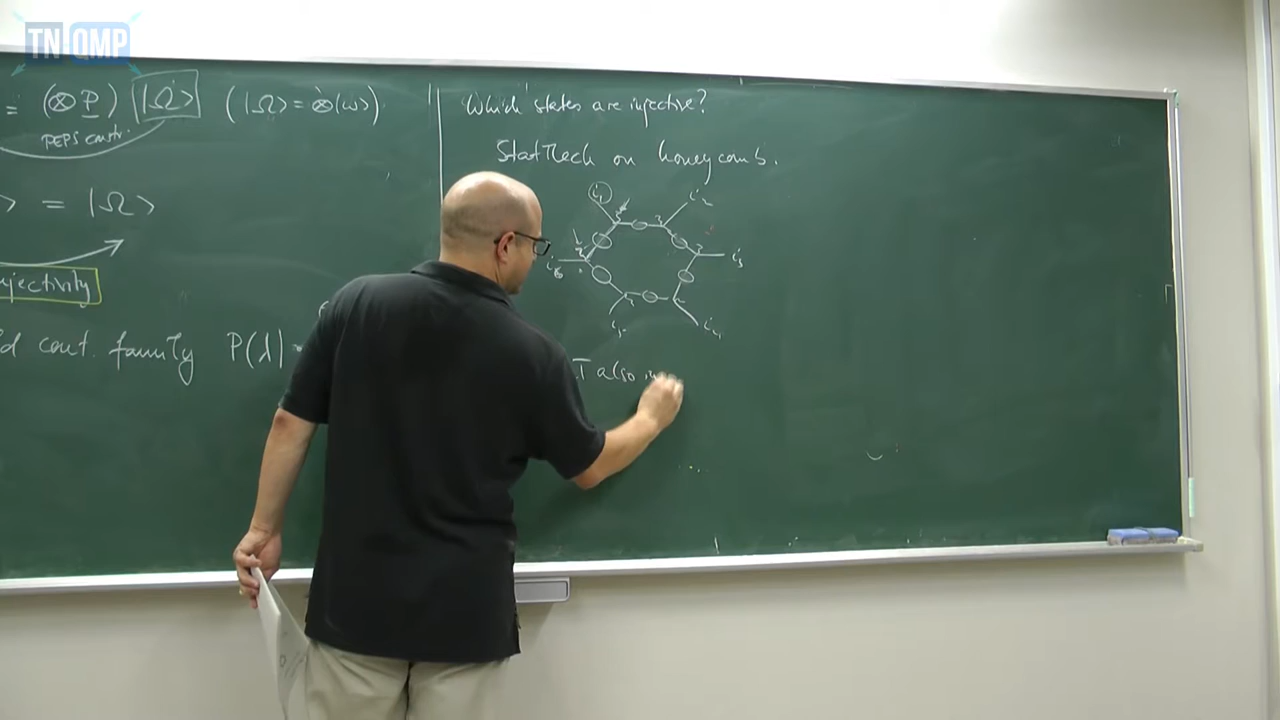 TN QMP
= (⊗ P) |Ω> (|Ω> = ⊗|ω>)
PEPS constr.
> = |Ω>
jectivity
cont. family P(λ) =
Which states are injective?
StatMech on honeycomb.
i₁ i₂
i₃
i₆
i₅ i₄
also